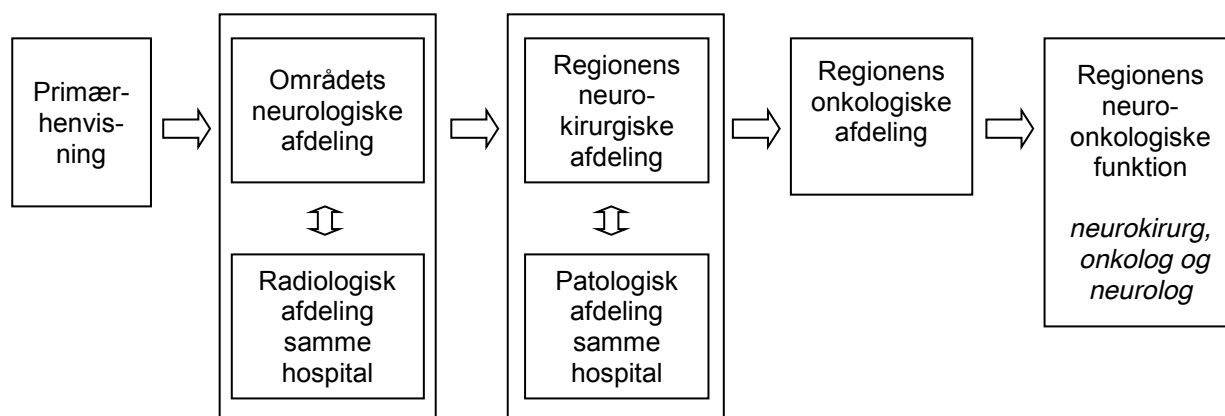 Primær-
henvis-
ning
Områdets
neurologiske
afdeling
Radiologisk
afdeling
samme
hospital
Regionens
neuro-
kirurgiske
afdeling
Patologisk
afdeling
samme
hospital
Regionens
onkologiske
afdeling
Regionens
neuro-
onkologiske
funktion
neurokirurg,
onkolog og
neurolog